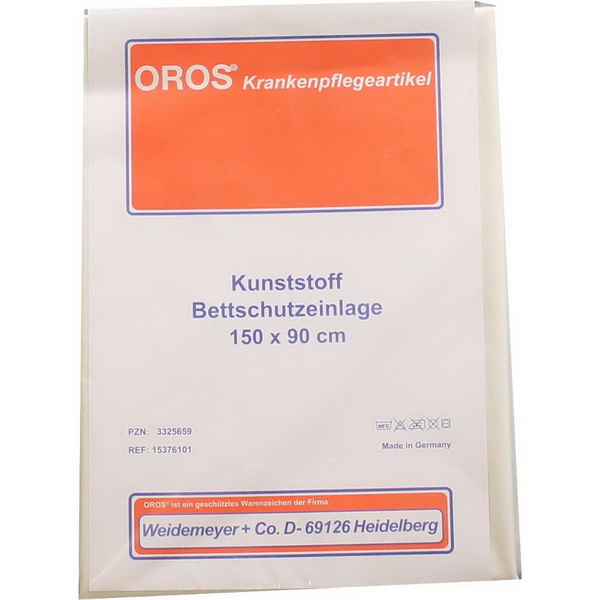 OROS® Krankenpflegeartikel
Kunststoff
Bettschutzeinlage
150 x 90 cm
PZN: 3325659
REF: 15376101
Made in Germany
OROS® ist ein geschütztes Warenzeichen der Firma
Weidemeyer + Co. D- 69126 Heidelberg